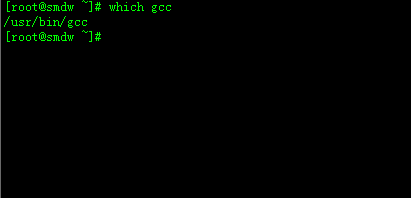 [root@smdw ~]# which gcc
/usr/bin/gcc
[root@smdw ~]#